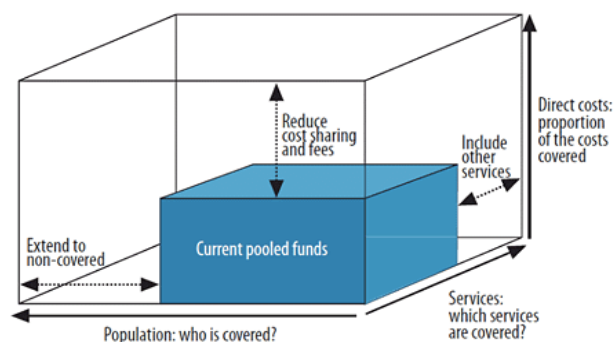 Reduce
cost sharing
and fees
Include
other
services
Direct costs:
proportion
of the costs
covered
Extend to
non-covered
Current pooled funds
Services:
which services
are covered?
Population: who is covered?